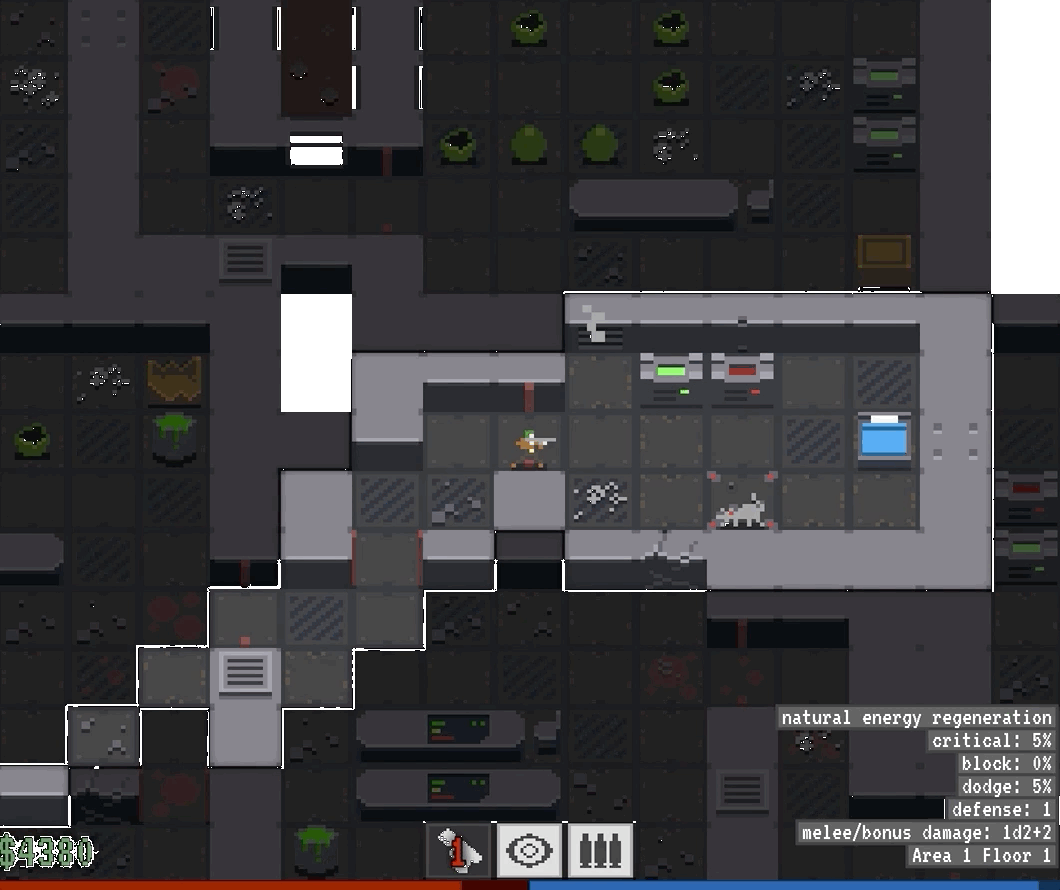 natural energy regeneration
critical: 5%
block: 0%
dodge: 5%
defense: 1
melee/bonus damage: 1d2+2
$4380
1
Area 1 Floor 1